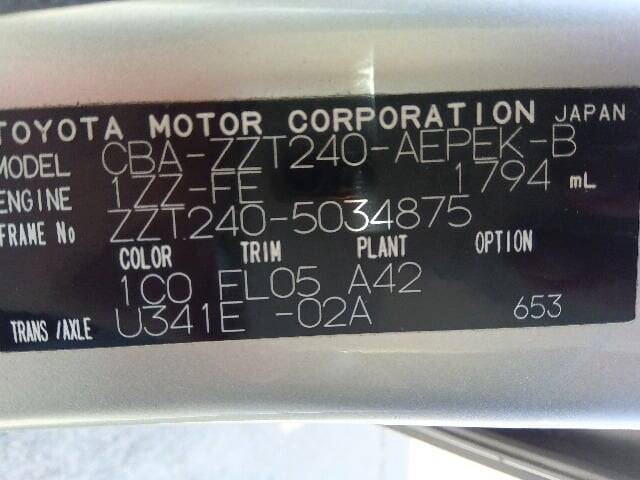 TOYOTA MOTOR CORPORATION JAPAN
MODEL CBA-ZZT240-AEPEK-B
ENGINE 1ZZ-FE 1794 mL
FRAME No ZZT240-5034875
COLOR TRIM PLANT OPTION
1C0 FL05 A42
TRANS/AXLE U341E -02A 653